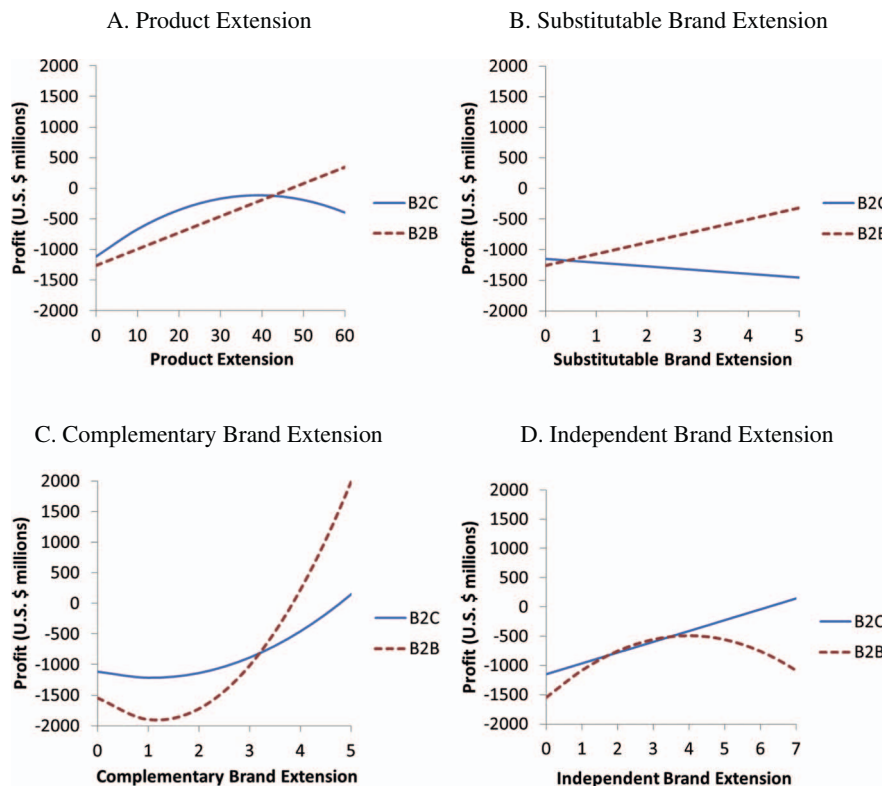 A. Product Extension
2000
1500
1000
500
0
-500
-1000
-1500
-2000
Profit (U.S. $ millions)
0 10 20 30 40 50 60
Product Extension
B2C
B2B
B. Substitutable Brand Extension
2000
1500
1000
500
0
-500
-1000
-1500
-2000
Profit (U.S. $ millions)
0 1 2 3 4 5
Substitutable Brand Extension
B2C
B2B
C. Complementary Brand Extension
2000
1500
1000
500
0
-500
-1000
-1500
-2000
Profit (U.S. $ millions)
0 1 2 3 4 5
Complementary Brand Extension
B2C
B2B
D. Independent Brand Extension
2000
1500
1000
500
0
-500
-1000
-1500
-2000
Profit (U.S. $ millions)
0 1 2 3 4 5 6 7
Independent Brand Extension
B2C
B2B